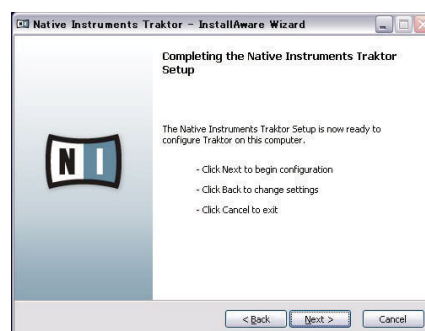 Native Instruments Traktor - InstallAware Wizard
Completing the Native Instruments Traktor
Setup
The Native Instruments Traktor Setup is now ready to
configure Traktor on this computer.
- Click Next to begin configuration
- Click Back to change settings
- Click Cancel to exit
N I
< Back
Next >
Cancel